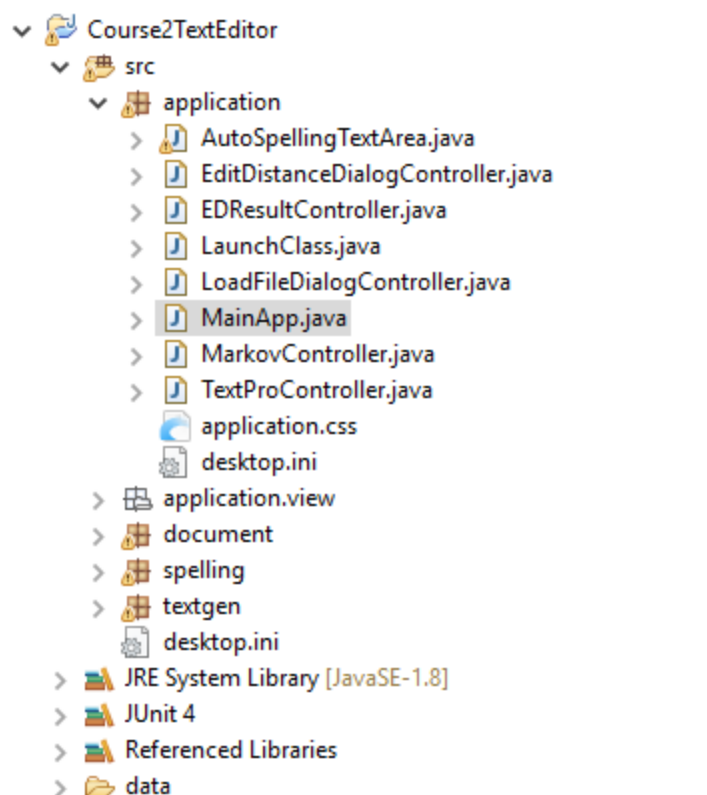 Course2TextEditor
src
application
AutoSpellingTextArea.java
EditDistanceDialogController.java
EDResultController.java
LaunchClass.java
LoadFileDialogController.java
MainApp.java
MarkovController.java
TextProController.java
application.css
desktop.ini
application.view
document
spelling
textgen
desktop.ini
JRE System Library [JavaSE-1.8]
JUnit 4
Referenced Libraries
data